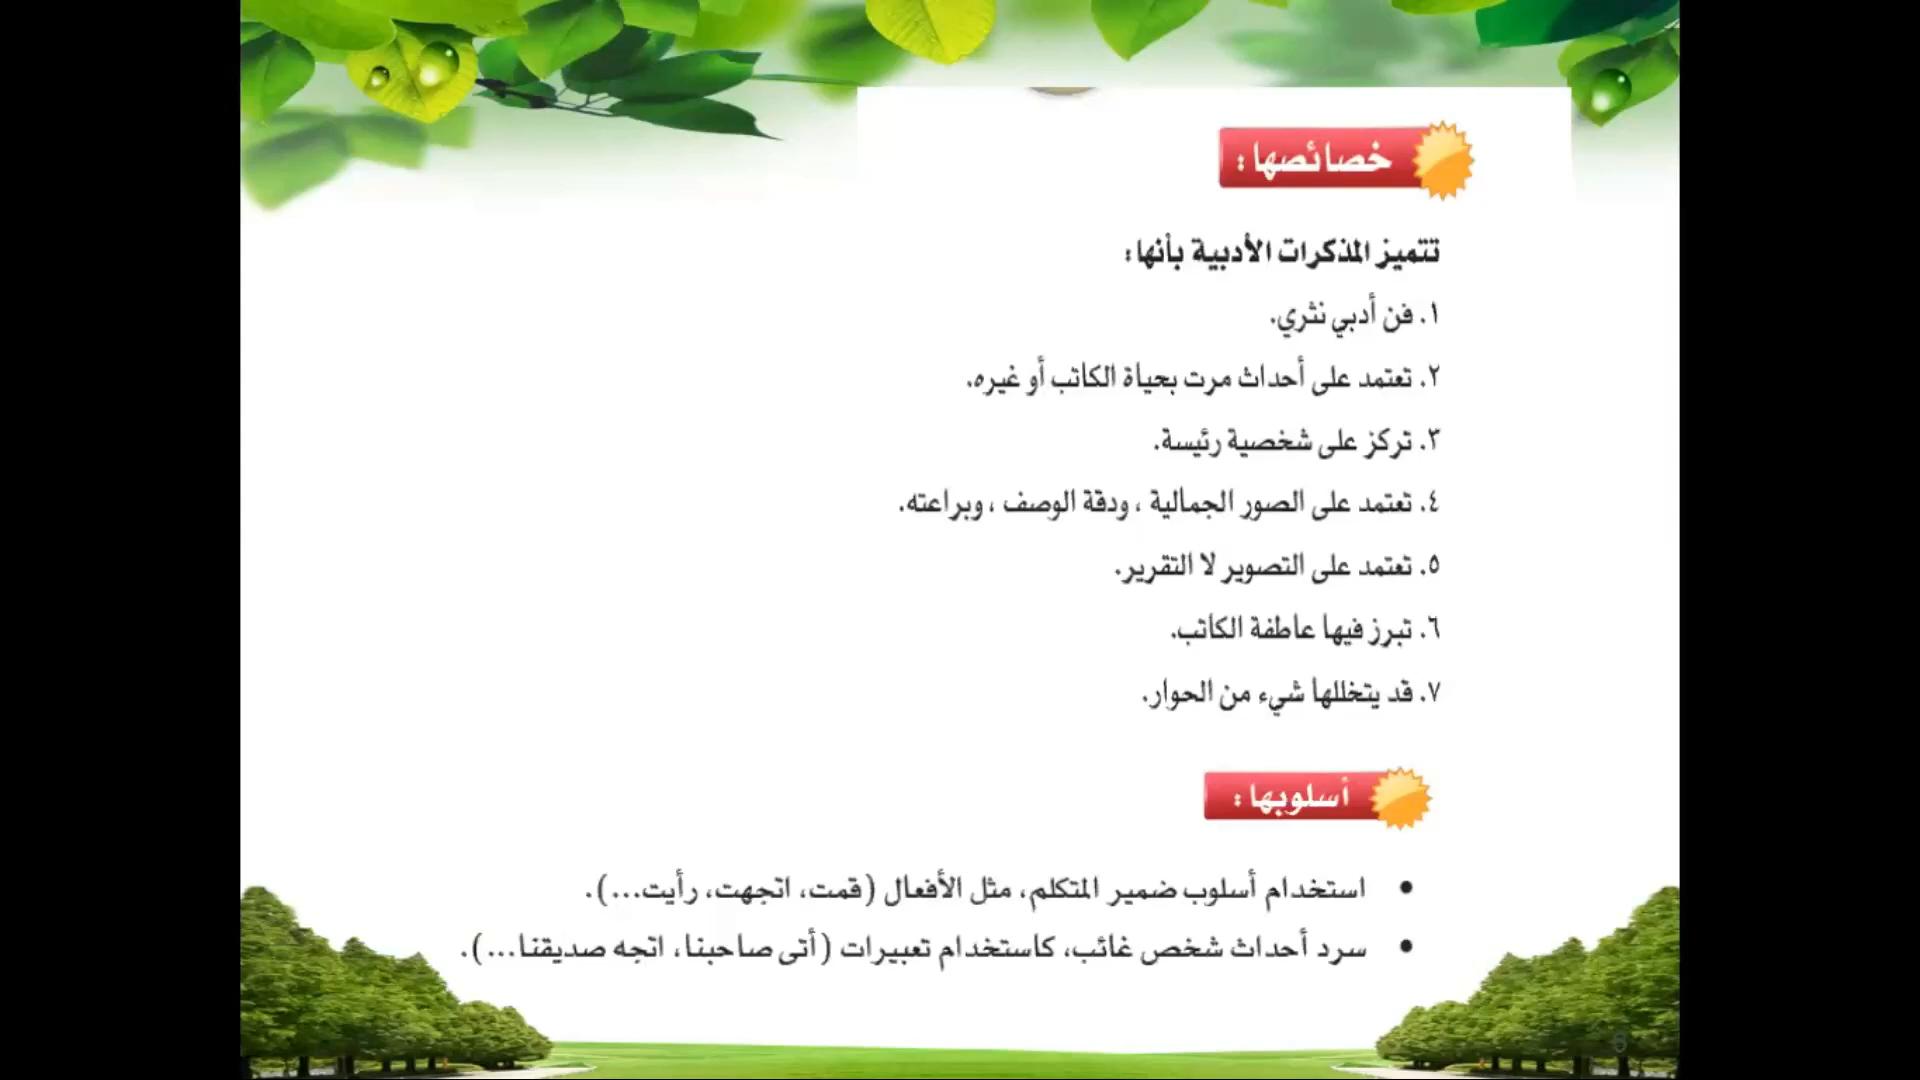 خصائصها :
تتميز المذكرات الأدبية بأنها :
١. فن أدبي نثري.
٢. تعتمد على أحداث مرت بحياة الكاتب أو غيره.
٣. تركز على شخصية رئيسة.
٤. تعتمد على الصور الجمالية ، ودقة الوصف ، وبراعته.
٥. تعتمد على التصوير لا التقرير.
٦. تبرز فيها عاطفة الكاتب.
٧. قد يتخللها شيء من الحوار.
أسلوبها :
• استخدام أسلوب ضمير المتكلم، مثل الأفعال (قمت، اتجهت، رأيت...).
• سرد أحداث شخص غائب، كاستخدام تعبيرات (أتى صاحبنا، اتجه صديقنا...).
6